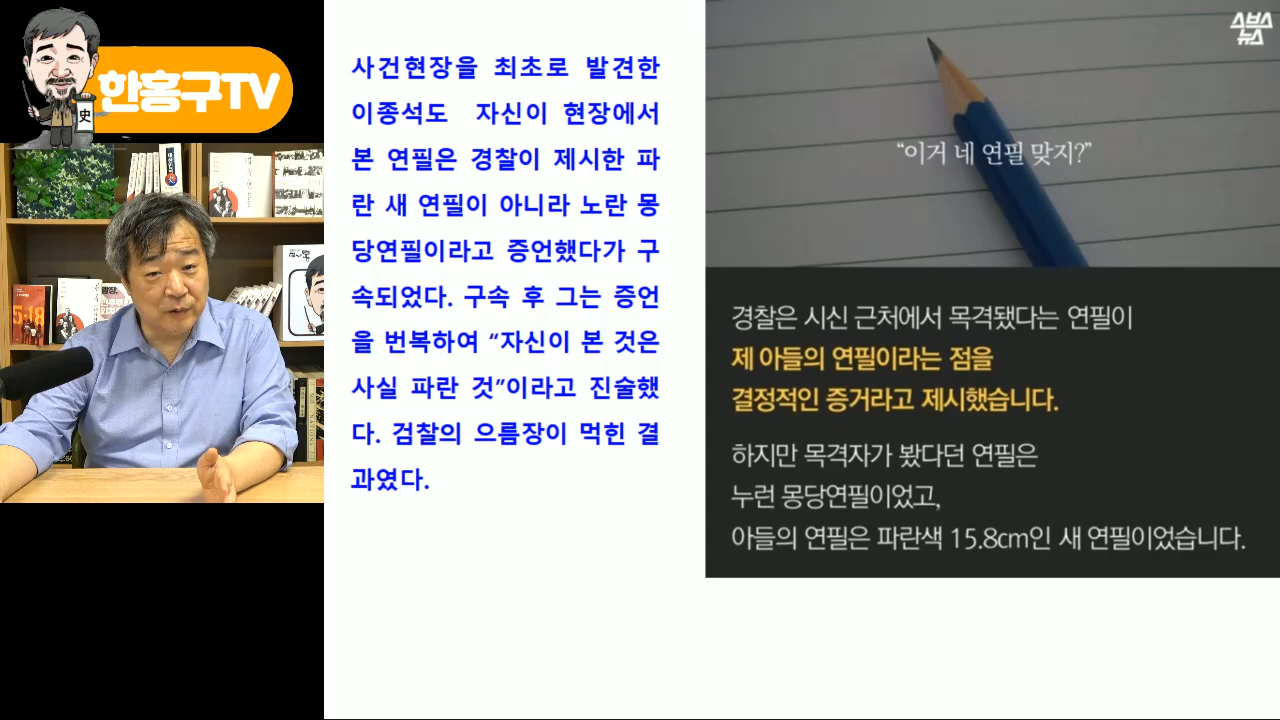 한홍구TV
史
사건현장을 최초로 발견한
이종석도 자신이 현장에서
본 연필은 경찰이 제시한 파
란 새 연필이 아니라 노란 몽
당연필이라고 증언했다가 구
속되었다. 구속 후 그는 증언
을 번복하여 “자신이 본 것은
사실 파란 것”이라고 진술했
다. 검찰의 으름장이 먹힌 결
과였다.
스브스
뉴스
“이거 네 연필 맞지?”
경찰은 시신 근처에서 목격됐다는 연필이
제 아들의 연필이라는 점을
결정적인 증거라고 제시했습니다.
하지만 목격자가 봤다던 연필은
누런 몽당연필이었고,
아들의 연필은 파란색 15.8cm인 새 연필이었습니다.
5·18